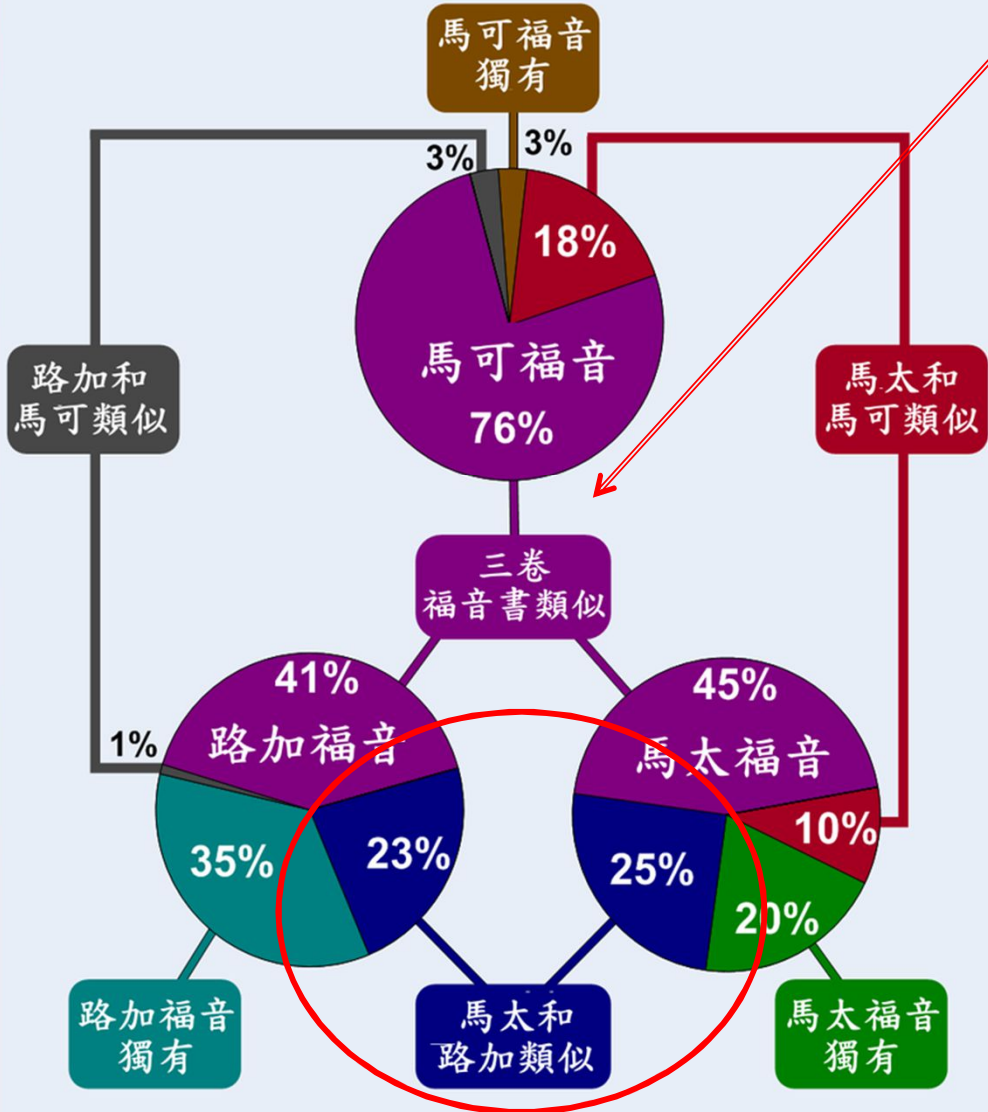 馬可福音
獨有
3%
3%
18%
馬可福音
76%
路加和
馬可類似
馬太和
馬可類似
三卷
福音書類似
41%
路加福音
1%
35%
23%
45%
馬太福音
10%
25%
20%
路加福音
獨有
馬太和
路加類似
馬太福音
獨有